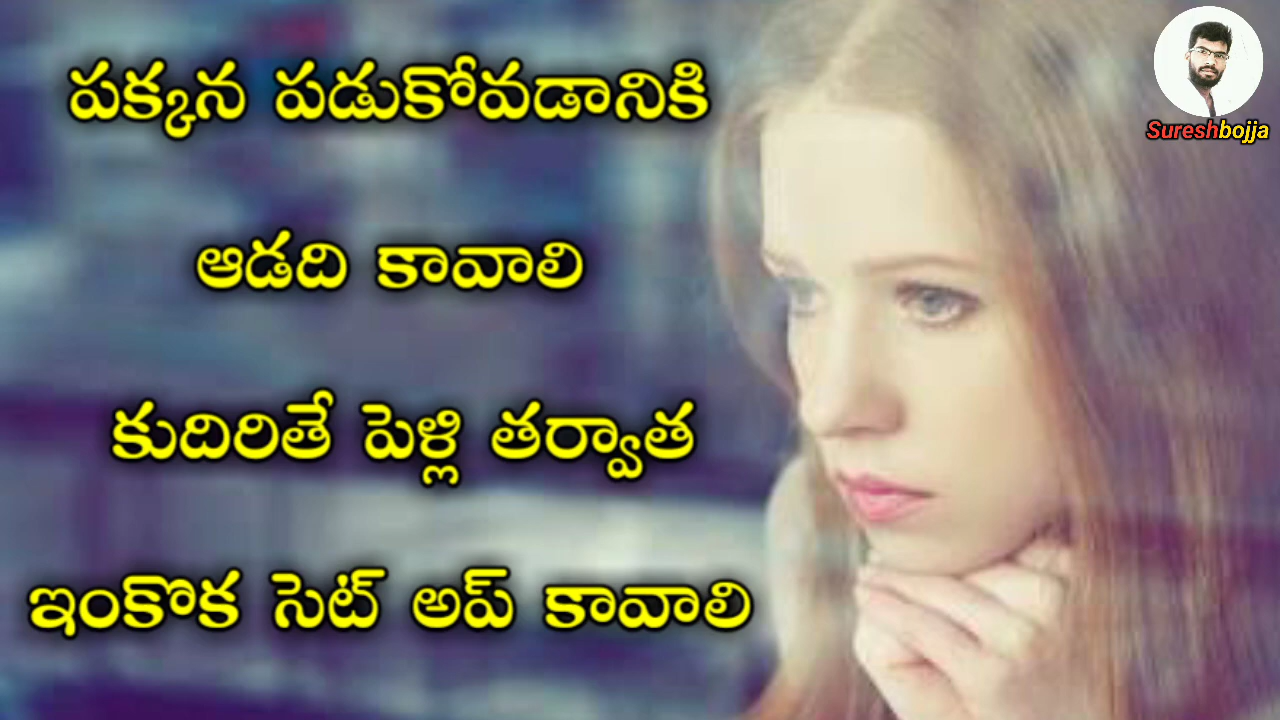 పక్కన పడుకోవడానికి
ఆడది కావాలి
కుదిరితే పెళ్లి తర్వాత
ఇంకొక సెట్ అప్ కావాలి
Sureshbojja